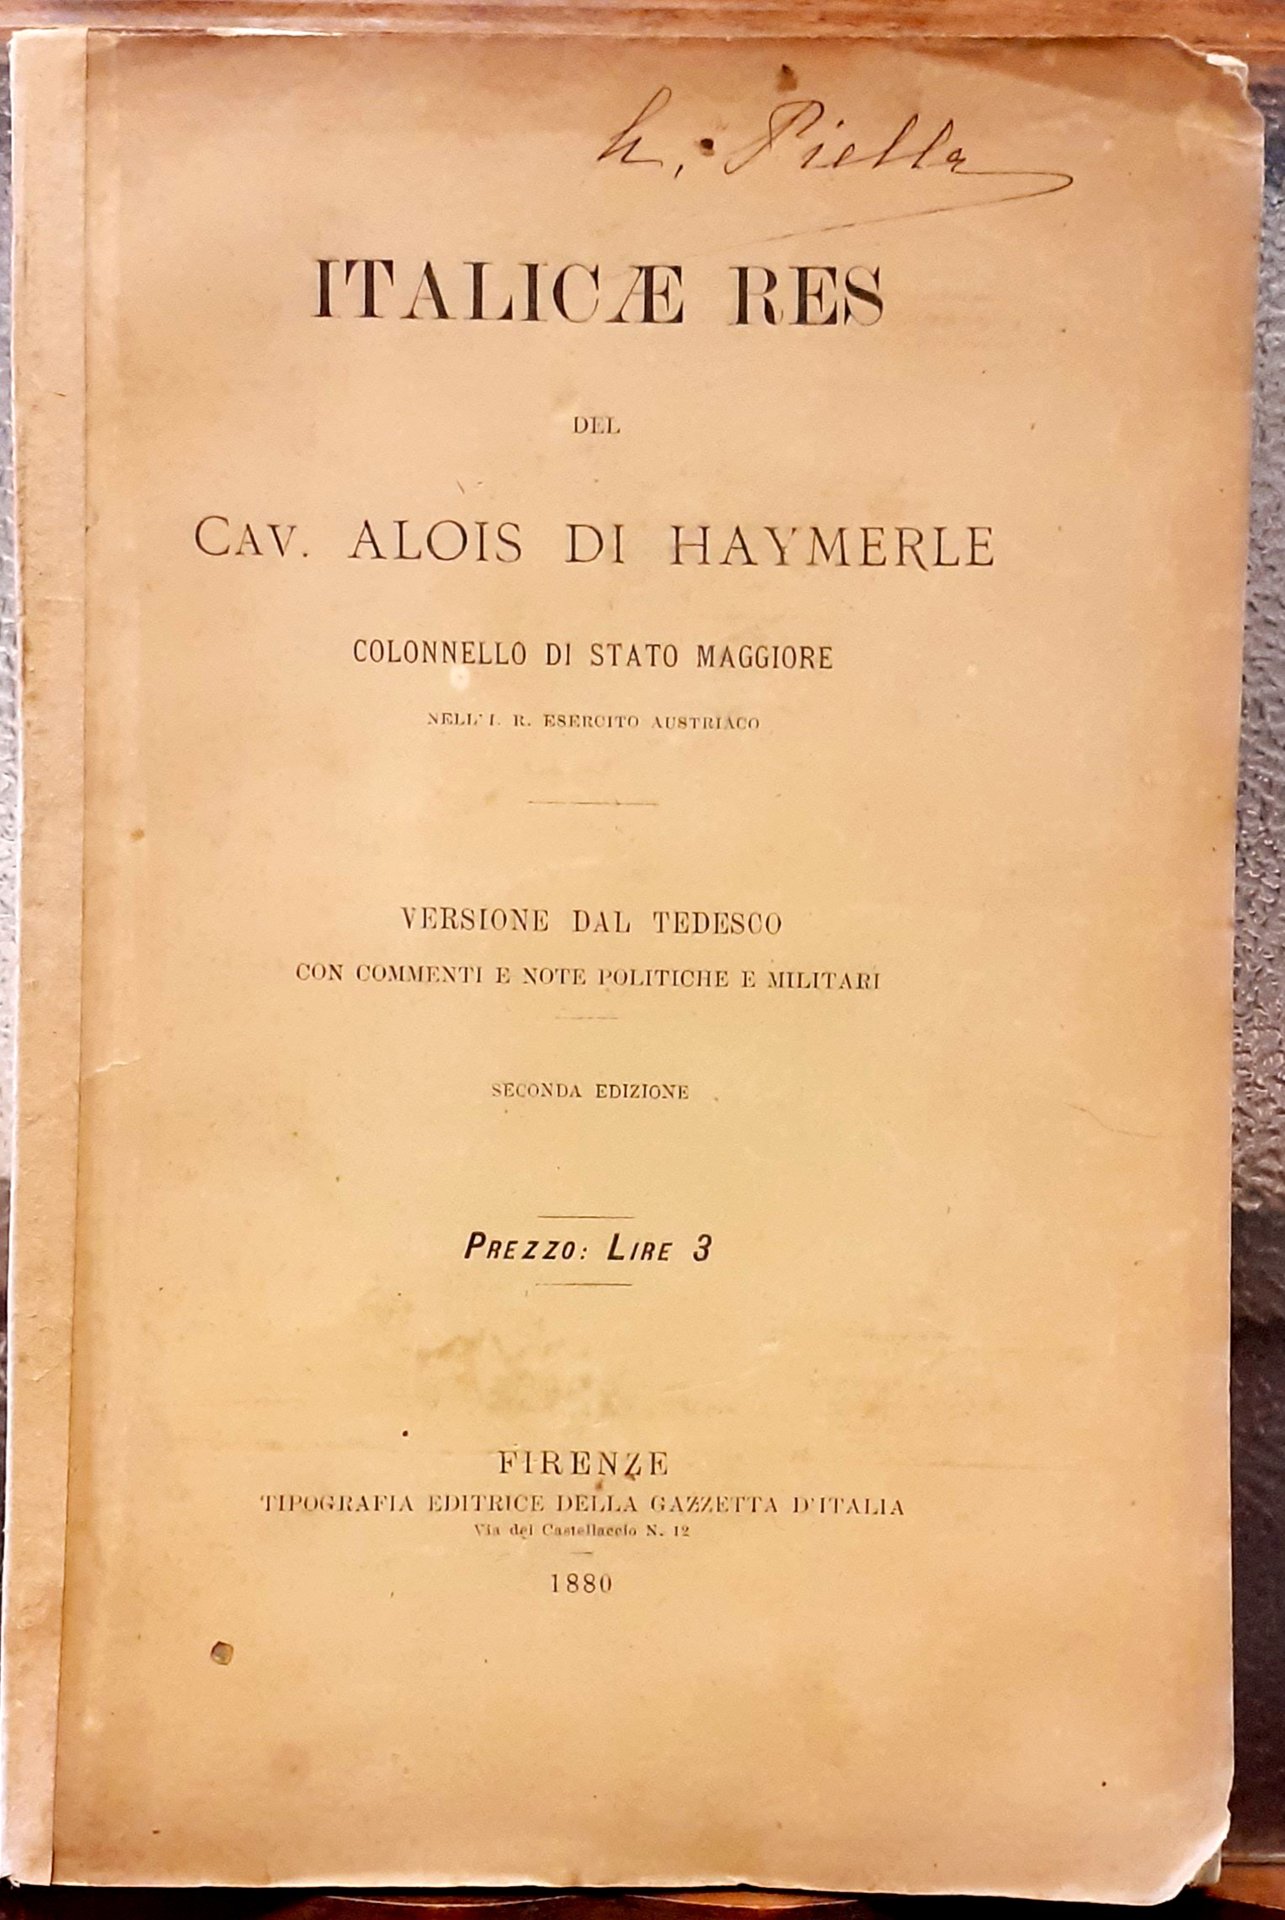 h. Piella
ITALICÆ RES
DEL
CAV. ALOIS DI HAYMERLE
COLONNELLO DI STATO MAGGIORE
NELL' I. R. ESERCITO AUSTRIACO
VERSIONE DAL TEDESCO
CON COMMENTI E NOTE POLITICHE E MILITARI
SECONDA EDIZIONE
PREZZO: LIRE 3
FIRENZE
TIPOGRAFIA EDITRICE DELLA GAZZETTA D'ITALIA
Via del Castellaccio N. 12
1880